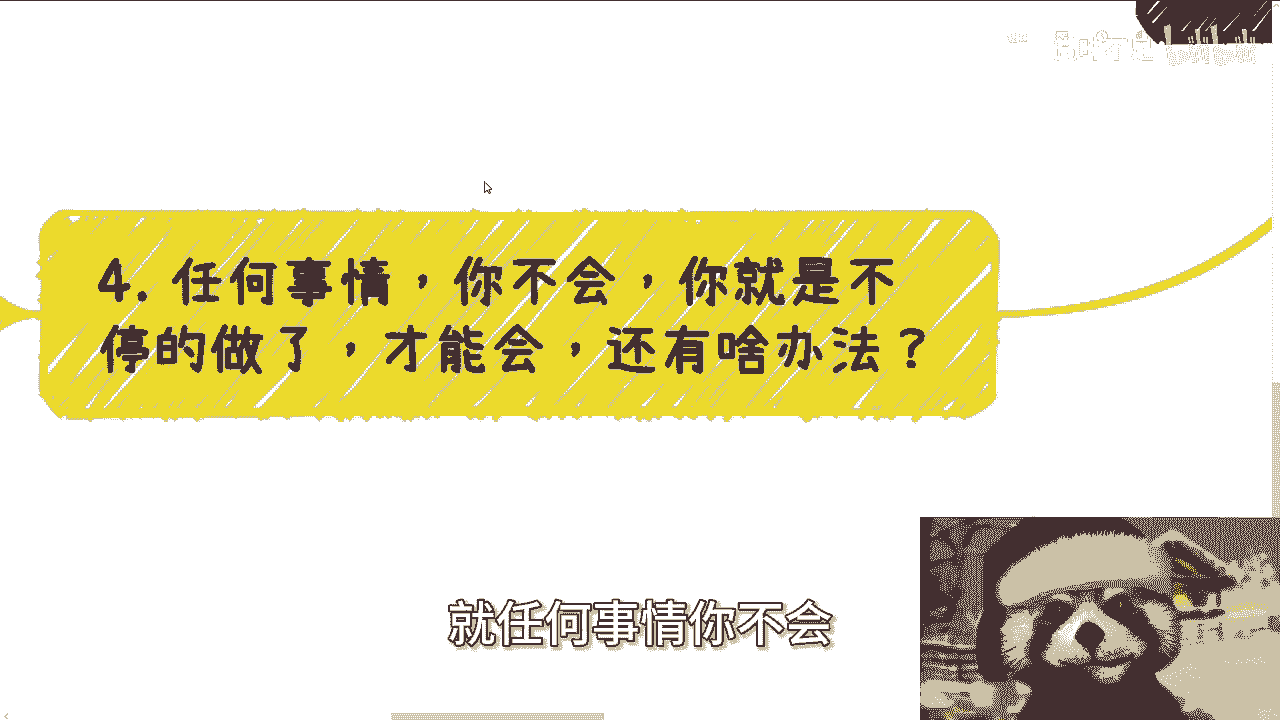 4. 任何事情，你不会，你就是不
停的做了，才能会，还有啥办法？
就任何事情你不会